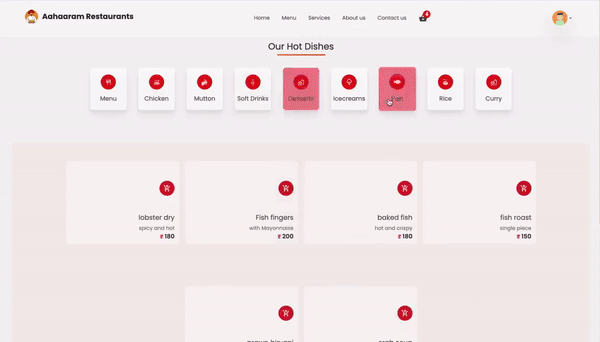 Aahaaram Restaurants
Home Menu Services About us Contact us 4
Our Hot Dishes
Menu Chicken Mutton Soft Drinks Desserts Icecreams Fish Rice Curry
lobster dry
spicy and hot
₹ 180
Fish fingers
with Mayonnaise
₹ 200
baked fish
hot and crispy
₹ 180
fish roast
single piece
₹ 150